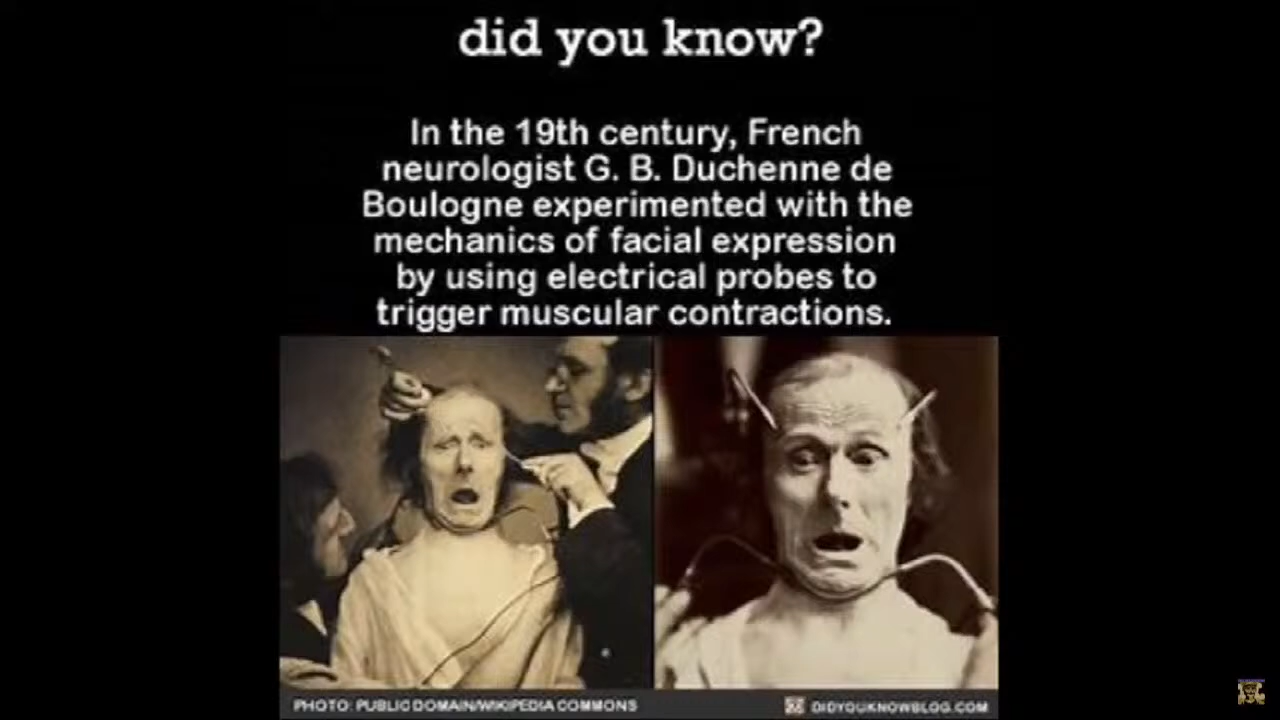 did you know?
In the 19th century, French
neurologist G. B. Duchenne de
Boulogne experimented with the
mechanics of facial expression
by using electrical probes to
trigger muscular contractions.
PHOTO: PUBLIC DOMAIN/WIKIPEDIA COMMONS
DIDYOUKNOWBLOG.COM